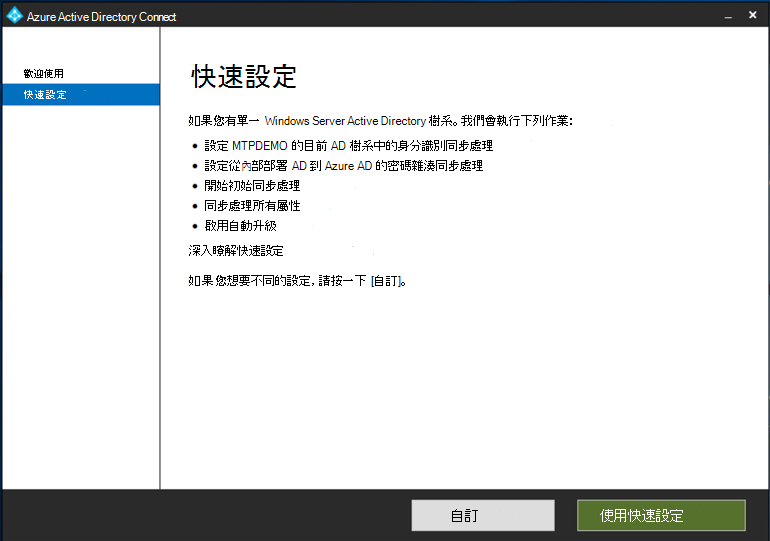 Azure Active Directory Connect
歡迎使用
快速設定
快速設定
如果您有單一 Windows Server Active Directory 樹系。我們會執行下列作業：
• 設定 MTPDEMO 的目前 AD 樹系中的身分識別同步處理
• 設定從內部部署 AD 到 Azure AD 的密碼雜湊同步處理
• 開始初始同步處理
• 同步處理所有屬性
• 啟用自動升級
深入瞭解快速設定
如果您想要不同的設定，請按一下 [自訂]。
自訂
使用快速設定